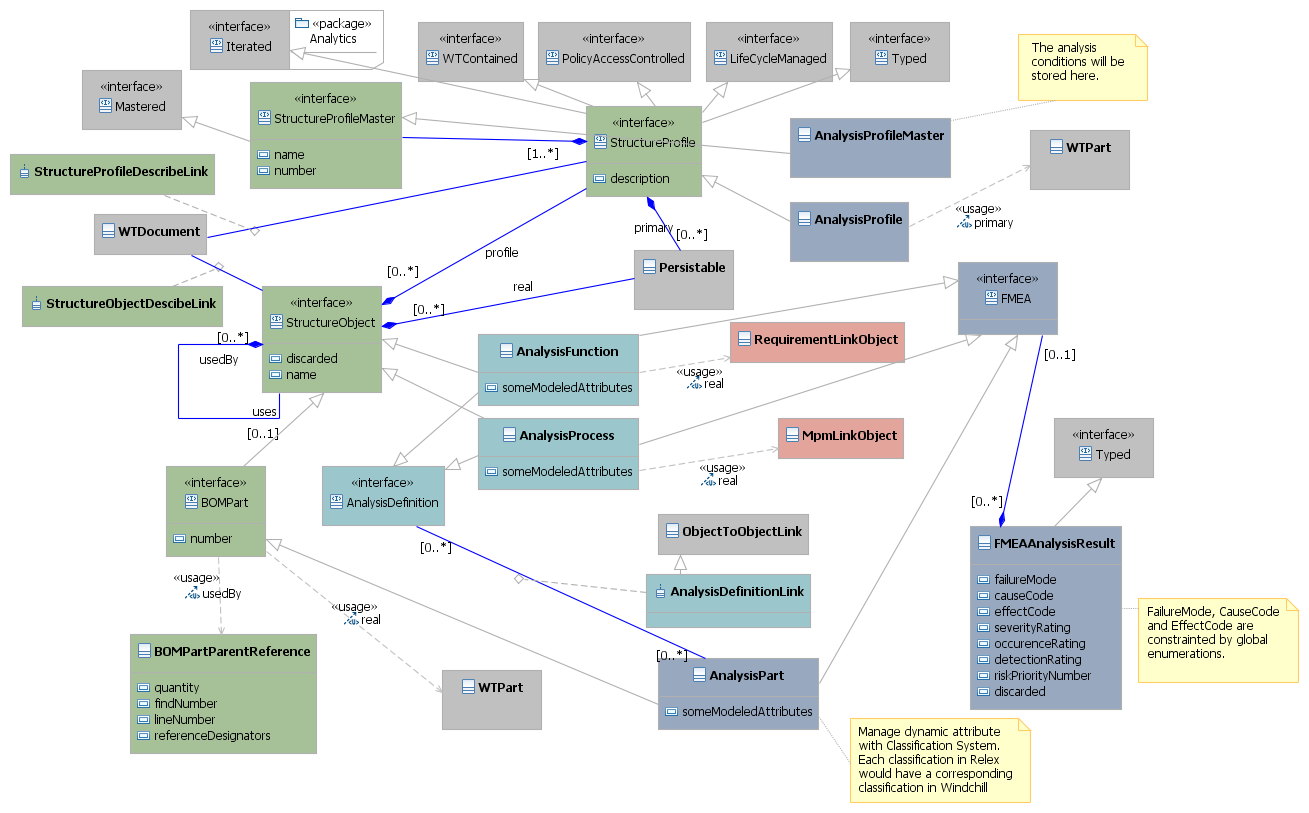 «interface»
Iterated
«package»
Analytics
«interface»
WTContained
«interface»
PolicyAccessControlled
«interface»
LifeCycleManaged
«interface»
Typed
The analysis
conditions will be
stored here.
«interface»
Mastered
«interface»
StructureProfileMaster
name
number
«interface»
StructureProfile
description
AnalysisProfileMaster
WTPart
[1..*]
StructureProfileDescribeLink
WTDocument
AnalysisProfile
«usage»
primary
primary
[0..*]
profile
Persistable
[0..*]
real
[0..*]
StructureObjectDescibeLink
«interface»
StructureObject
discarded
name
[0..*]
usedBy
uses
[0..1]
«interface»
FMEA
[0..1]
AnalysisFunction
someModeledAttributes
RequirementLinkObject
«usage»
real
AnalysisProcess
someModeledAttributes
MpmLinkObject
«usage»
real
«interface»
Typed
«interface»
BOMPart
number
«interface»
AnalysisDefinition
[0..*]
[0..*]
ObjectToObjectLink
FMEAAnalysisResult
failureMode
causeCode
effectCode
severityRating
occurenceRating
detectionRating
riskPriorityNumber
discarded
AnalysisDefinitionLink
«usage»
usedBy
«usage»
real
FailureMode, CauseCode
and EffectCode are
constrainted by global
enumerations.
BOMPartParentReference
quantity
findNumber
lineNumber
referenceDesignators
WTPart
[0..*]
AnalysisPart
someModeledAttributes
Manage dynamic attribute
with Classification System.
Each classification in Relex
would have a corresponding
classification in Windchill